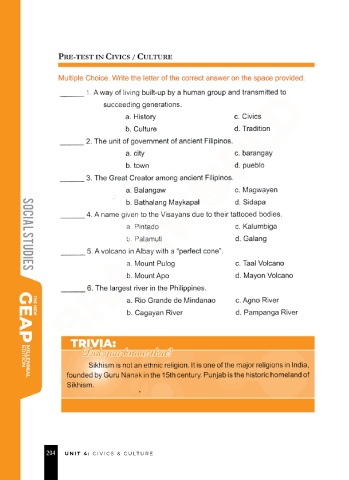 PRE-TEST IN CIVICS / CULTURE
Multiple Choice. Write the letter of the correct answer on the space provided.
______ 1. A way of living built-up by a human group and transmitted to
succeeding generations.
a. History c. Civics
b. Culture d. Tradition
______ 2. The unit of government of ancient Filipinos.
a. city c. barangay
b. town d. pueblo
______ 3. The Great Creator among ancient Filipinos.
a. Balangaw c. Magwayen
b. Bathalang Maykapal d. Sidapa
______ 4. A name given to the Visayans due to their tattooed bodies.
a. Pintado c. Kalumbiga
b. Palamuti d. Galang
______ 5. A volcano in Albay with a "perfect cone".
a. Mount Pulog c. Taal Volcano
b. Mount Apo d. Mayon Volcano
______ 6. The largest river in the Philippines.
a. Rio Grande de Mindanao c. Agno River
b. Cagayan River d. Pampanga River
TRIVIA:
Did you know that?
Sikhism is not an ethnic religion. It is one of the major religions in India,
founded by Guru Nanak in the 15th century. Punjab is the historic homeland of
Sikhism.
SOCIAL STUDIES
THE NEW
GEAP
MILLENNIAL
EDITION
204 UNIT 4: CIVICS & CULTURE